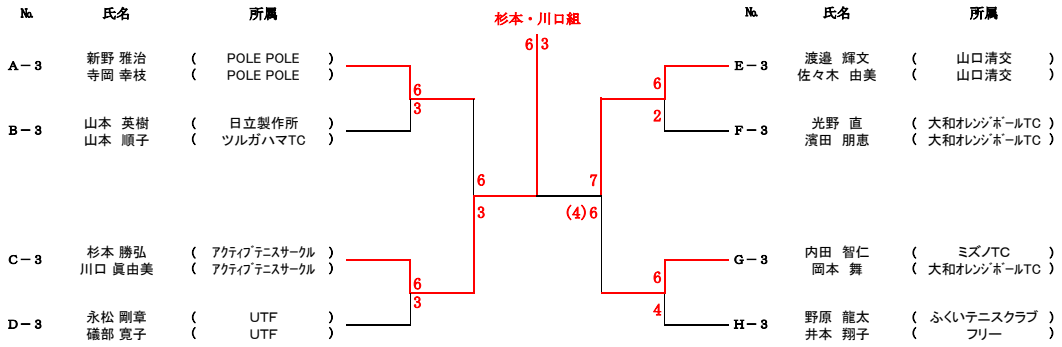 № 氏名 所属
杉本・川口組
№ 氏名 所属
6 3
A－3 新野 雅治 ( POLE POLE )
寺岡 幸枝 ( POLE POLE )
6
3
B－3 山本 英樹 ( 日立製作所 )
山本 順子 ( ツルガハマTC )
E－3 渡邉 輝文 ( 山口清交 )
佐々木 由美 ( 山口清交 )
6
2
F－3 光野 直 ( 大和オレンジボールTC )
濱田 朋恵 ( 大和オレンジボールTC )
6
3
7
(4)6
C－3 杉本 勝弘 ( アクティブテニスサークル )
川口 眞由美 ( アクティブテニスサークル )
6
3
D－3 永松 剛章 ( UTF )
礒部 寛子 ( UTF )
G－3 内田 智仁 ( ミズノTC )
岡本 舞 ( 大和オレンジボールTC )
6
4
H－3 野原 龍太 ( ふくいテニスクラブ )
井本 翔子 ( フリー )